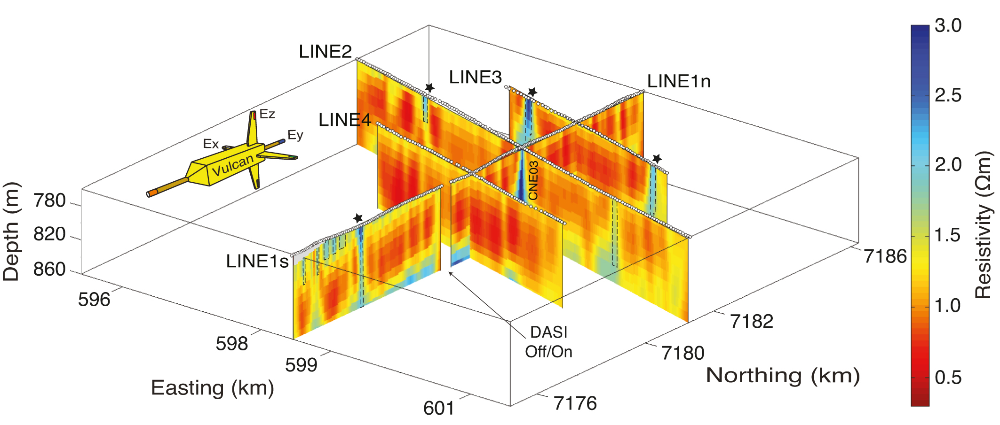 LINE2
LINE3
LINE1n
LINE4
LINE1s
Ez
Ey
Ex
Vulcan
CNE03
DASI
Off/On
Depth (m)
780
820
860
596
598
599
601
Easting (km)
7176
7180
7182
7186
Northing (km)
3.0
2.5
2.0
1.5
1.0
0.5
Resistivity (Ωm)